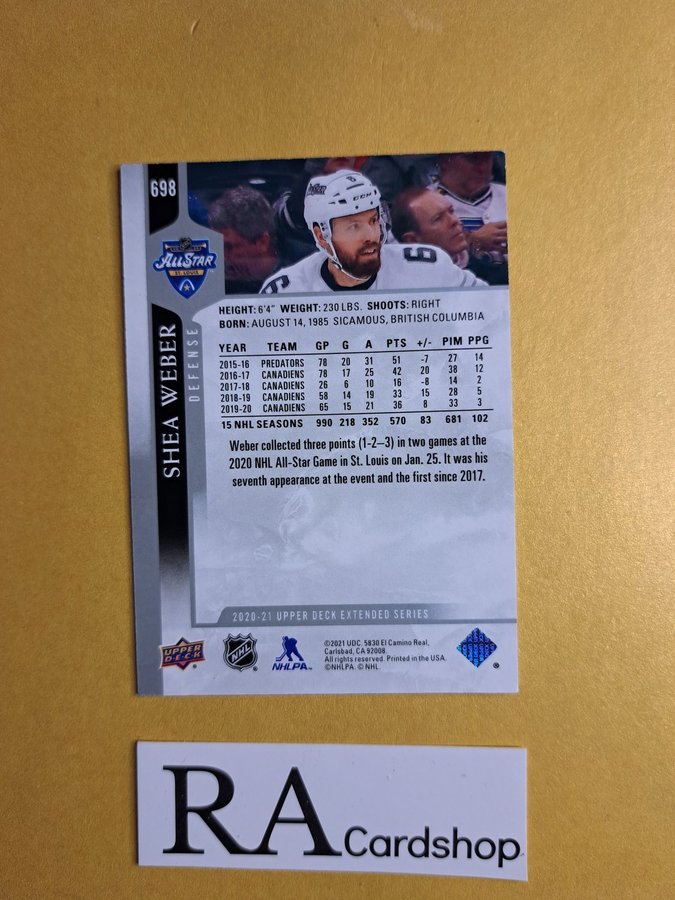 698
ALL STAR
ST. LOUIS
SHEA WEBER
DEFENSE
6
CCM
6
HEIGHT: 6'4" WEIGHT: 230 LBS. SHOOTS: RIGHT
BORN: AUGUST 14, 1985 SICAMOUS, BRITISH COLUMBIA
YEAR TEAM GP G A PTS +/- PIM PPG
2015-16 PREDATORS 78 20 31 51 -7 27 14
2016-17 CANADIENS 78 17 25 42 20 38 12
2017-18 CANADIENS 26 6 10 16 -8 14 2
2018-19 CANADIENS 58 14 19 33 15 28 5
2019-20 CANADIENS 65 15 21 36 8 33 3
15 NHL SEASONS 990 218 352 570 83 681 102
Weber collected three points (1-2–3) in two games at the
2020 NHL All-Star Game in St. Louis on Jan. 25. It was his
seventh appearance at the event and the first since 2017.
2020-21 UPPER DECK EXTENDED SERIES
UPPER DECK
NHL
NHLPA
©2021 UDC. 5830 El Camino Real,
Carlsbad, CA 92008.
All rights reserved. Printed in the USA.
©NHLPA. © NHL.
RA Cardshop